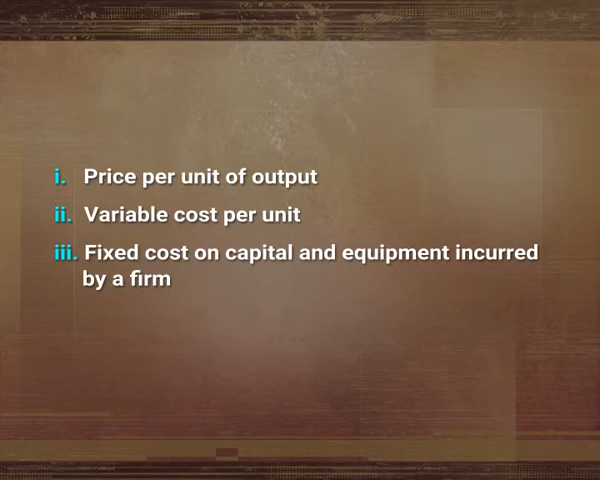 i. Price per unit of output
ii. Variable cost per unit
iii. Fixed cost on capital and equipment incurred
by a firm